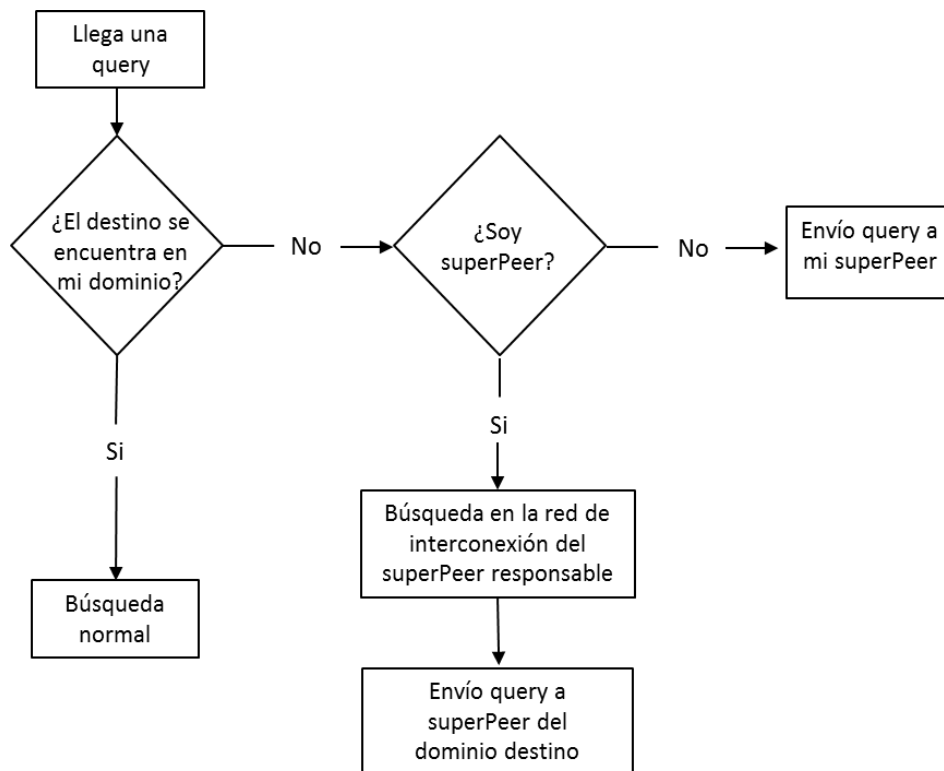 Llega una
query
¿El destino se
encuentra en
mi dominio?
No
¿Soy
superPeer?
No
Envío query a
mi superPeer
Si
Búsqueda
normal
Si
Búsqueda en la red de
interconexión del
superPeer responsable
Envío query a
superPeer del
dominio destino